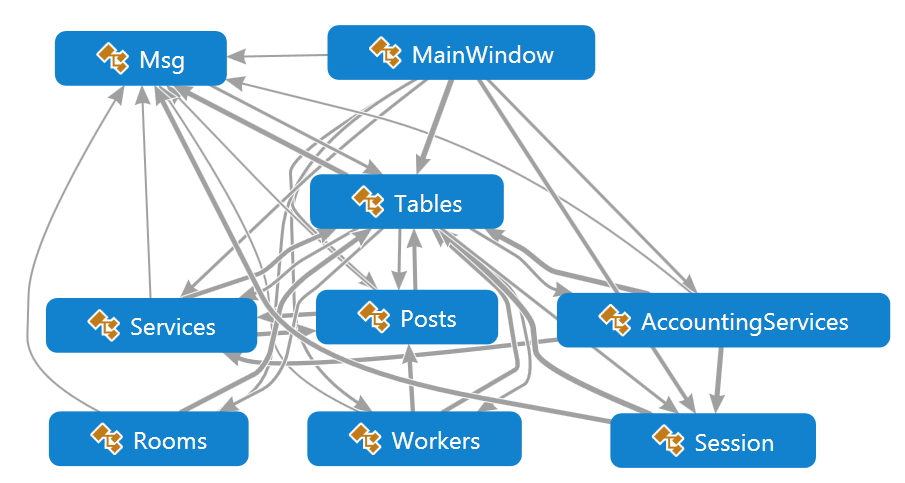 Msg
MainWindow
Tables
Services
Posts
AccountingServices
Rooms
Workers
Session